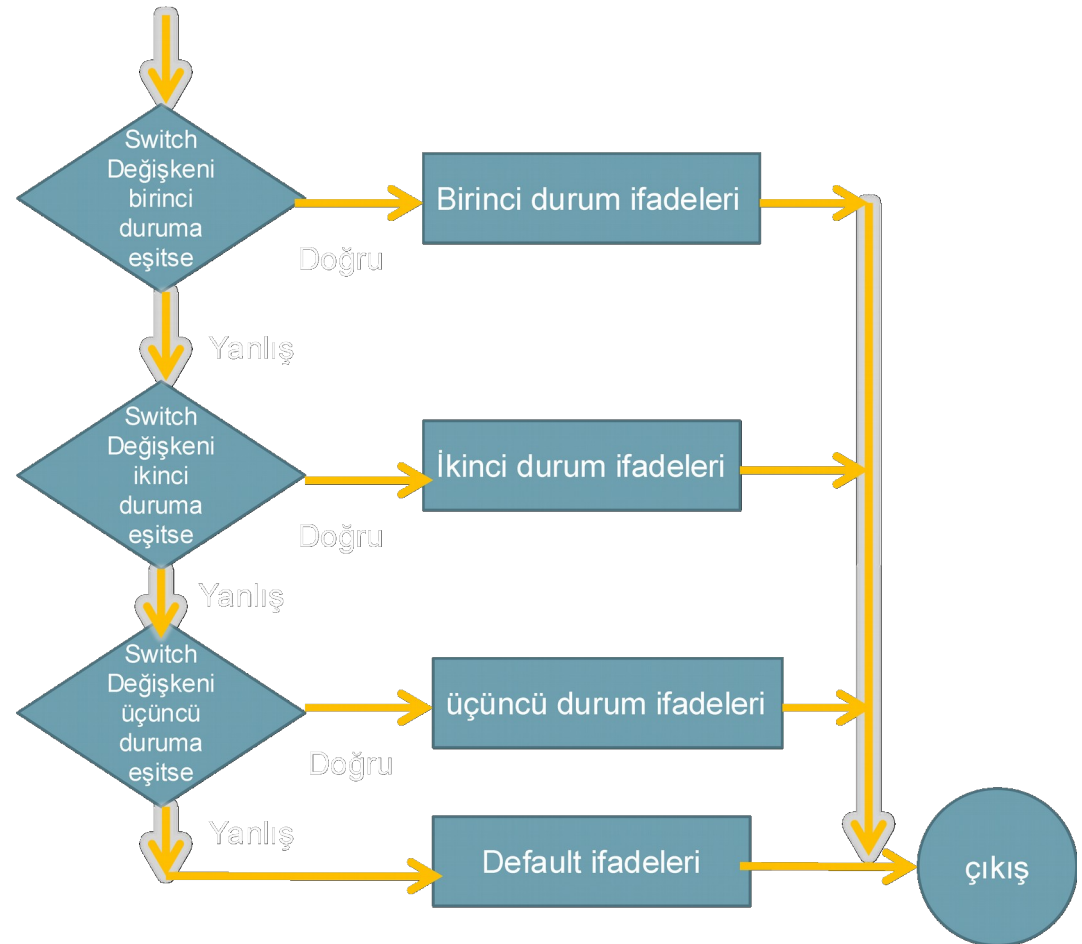 Switch
Değişkeni
birinci
duruma
eşitse
Birinci durum ifadeleri
Doğru
Yanlış
Switch
Değişkeni
ikinci
duruma
eşitse
İkinci durum ifadeleri
Doğru
Yanlış
Switch
Değişkeni
üçüncü
duruma
eşitse
üçüncü durum ifadeleri
Doğru
Yanlış
Default ifadeleri
çıkış